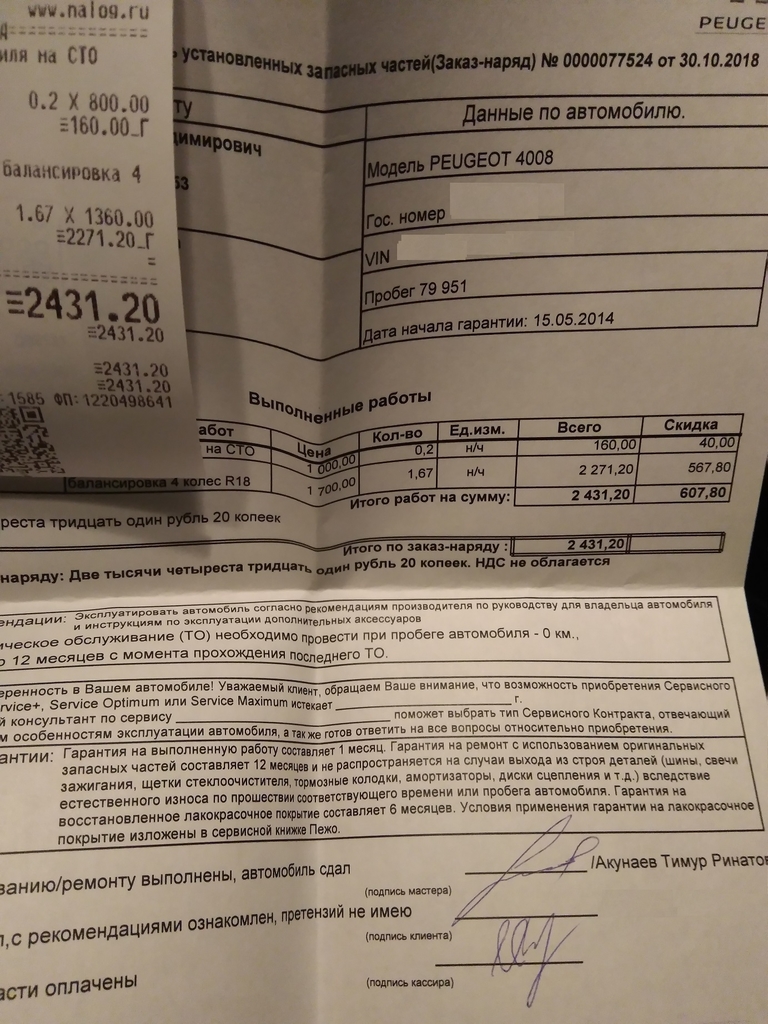 www.nalog.ru
иля на СТО
0.2 X 800.00
≡160.00_Г
балансировка 4
1.67 X 1360.00
≡2271.20_Г
=
≡2431.20
≡2431.20
≡2431.20
≡2431.20
: 1585 ФП: 1220498641
PEUGE
ь установленных запасных частей(Заказ-наряд) № 0000077524 от 30.10.2018
ту
димирович
53
Данные по автомобилю.
Модель PEUGEOT 4008
Гос. номер
VIN
Пробег 79 951
Дата начала гарантии: 15.05.2014
Выполненные работы
абот Цена Кол-во Ед.изм. Всего Скидка
на СТО 1 000,00 0,2 н/ч 160,00 40,00
балансировка 4 колес R18 1 700,00 1,67 н/ч 2 271,20 567,80
Итого работ на сумму: 2 431,20 607,80
реста тридцать один рубль 20 копеек
Итого по заказ-наряду : 2 431,20
наряду: Две тысячи четыреста тридцать один рубль 20 копеек. НДС не облагается
ендации: Эксплуатировать автомобиль согласно рекомендациям производителя по руководству для владельца автомобиля
и инструкциям по эксплуатации дополнительных аксессуаров
ическое обслуживание (ТО) необходимо провести при пробеге автомобиля - 0 км.,
о 12 месяцев с момента прохождения последнего ТО.
еренность в Вашем автомобиле! Уважаемый клиент, обращаем Ваше внимание, что возможность приобретения Сервисного
rvice+, Service Optimum или Service Maximum истекает г.
й консультант по сервису поможет выбрать тип Сервисного Контракта, отвечающий
м особенностям эксплуатации автомобиля, а так же готов ответить на все вопросы относительно приобретения.
антии: Гарантия на выполненную работу составляет 1 месяц. Гарантия на ремонт с использованием оригинальных
запасных частей составляет 12 месяцев и не распространяется на случаи выхода из строя деталей (шины, свечи
зажигания, щетки стеклоочистителя, тормозные колодки, амортизаторы, диски сцепления и т.д.) вследствие
естественного износа по прошествии соответствующего времени или пробега автомобиля. Гарантия на
восстановленное лакокрасочное покрытие составляет 6 месяцев. Условия применения гарантии на лакокрасочное
покрытие изложены в сервисной книжке Пежо.
ванию/ремонту выполнены, автомобиль сдал /Акунаев Тимур Ринатов
(подпись мастера)
л,с рекомендациями ознакомлен, претензий не имею
(подпись клиента)
асти оплачены
(подпись кассира)